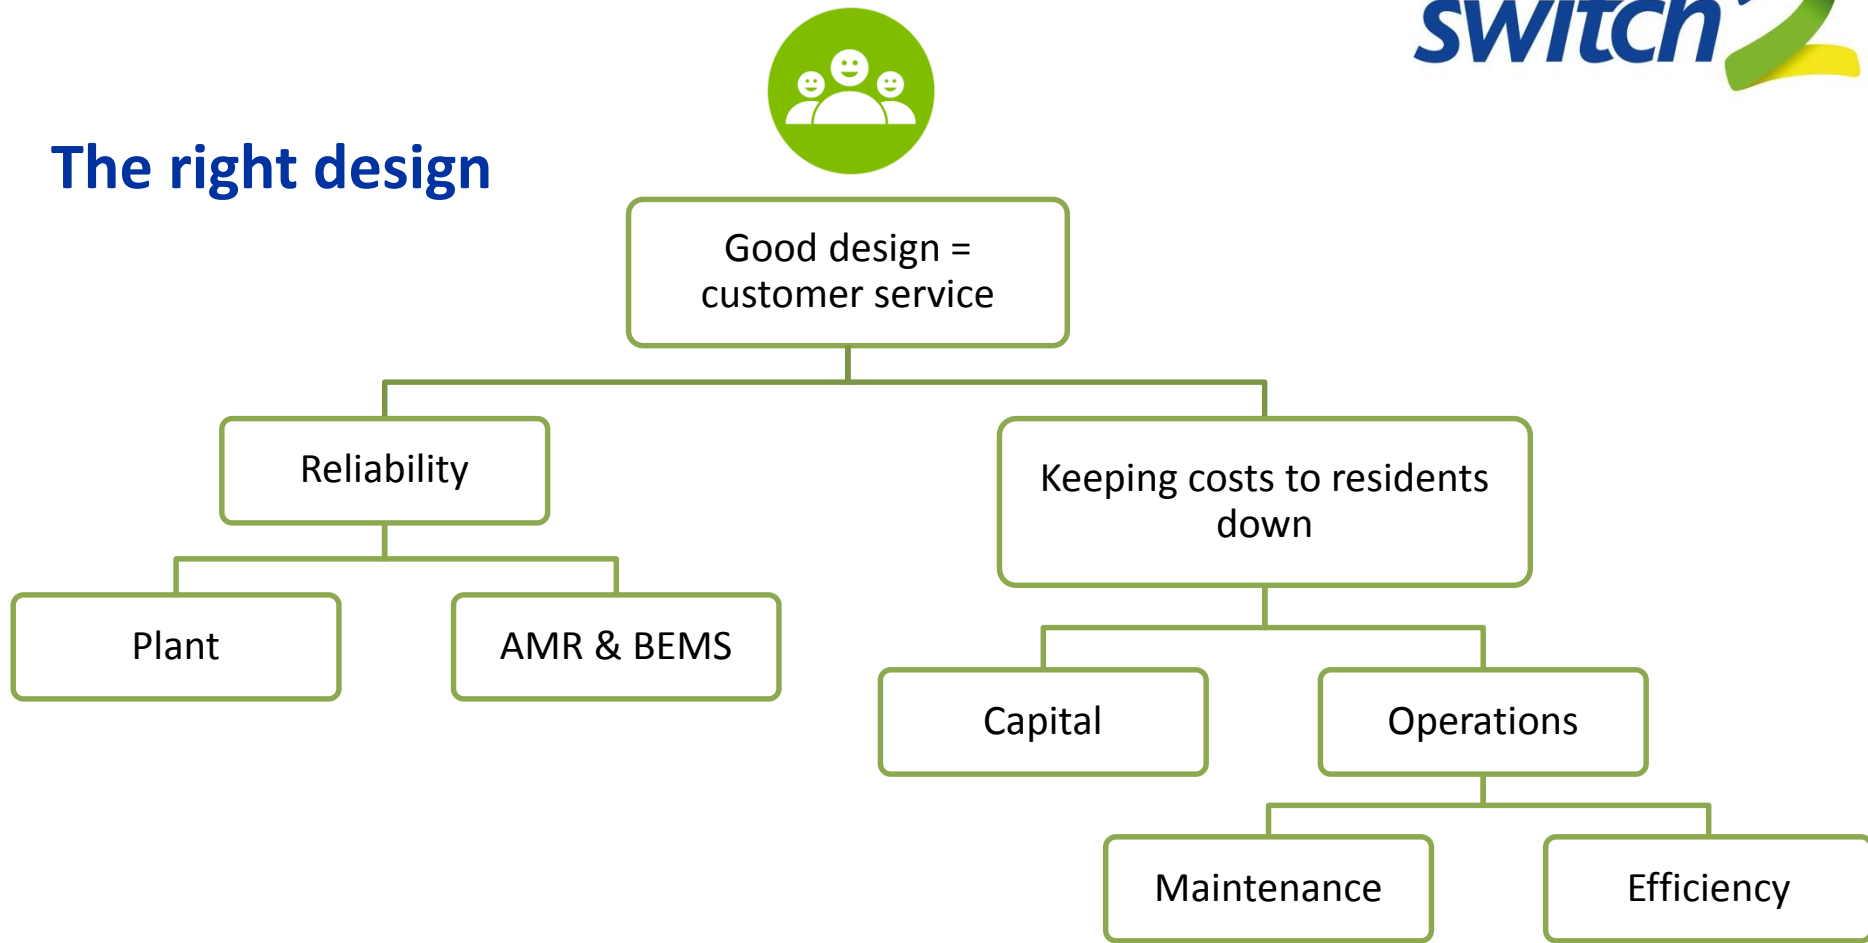 switch2
The right design
Good design =
customer service
Reliability
Keeping costs to residents
down
Plant
AMR & BEMS
Capital
Operations
Maintenance
Efficiency